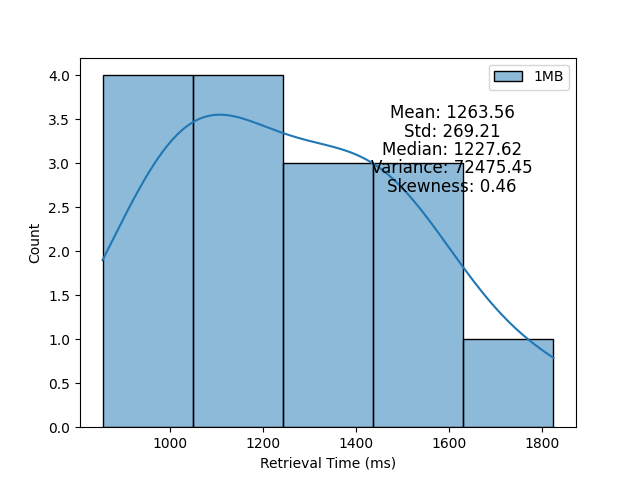 1MB
Mean: 1263.56
Std: 269.21
Median: 1227.62
Variance: 72475.45
Skewness: 0.46
4.0
3.5
3.0
2.5
2.0
1.5
1.0
0.5
0.0
Count
1000 1200 1400 1600 1800
Retrieval Time (ms)